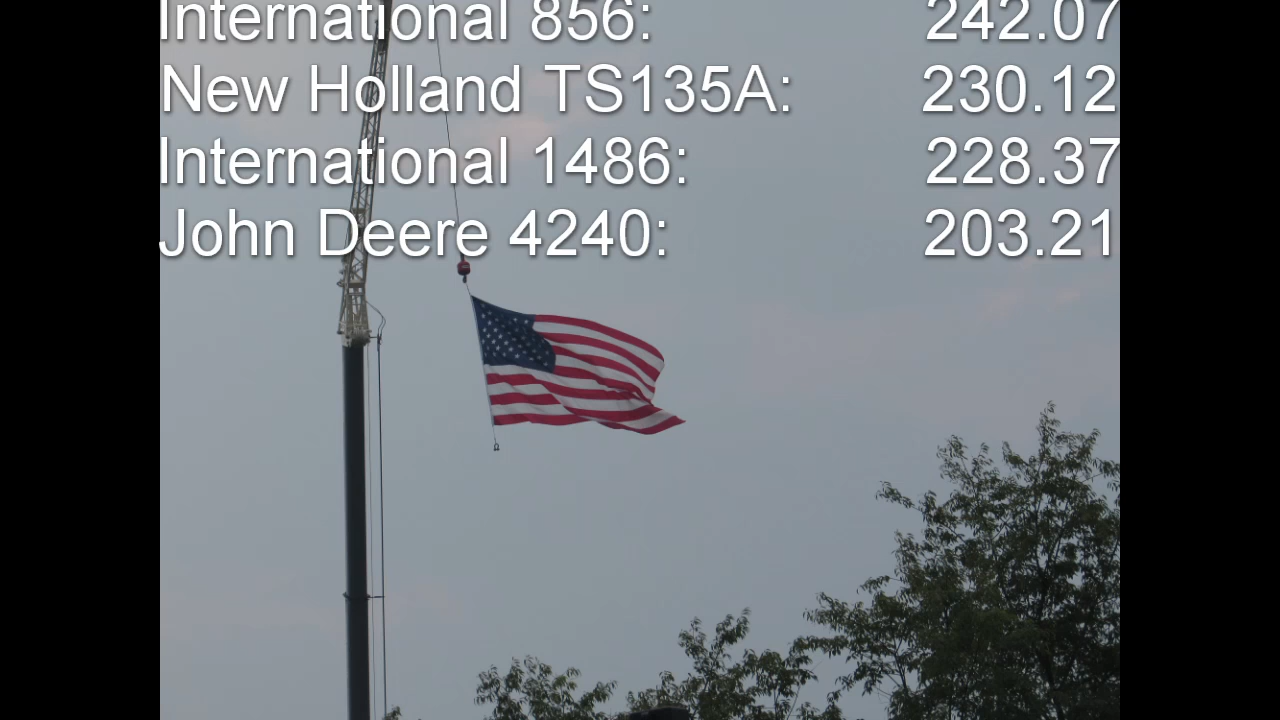 International 856: 242.07
New Holland TS135A: 230.12
International 1486: 228.37
John Deere 4240: 203.21